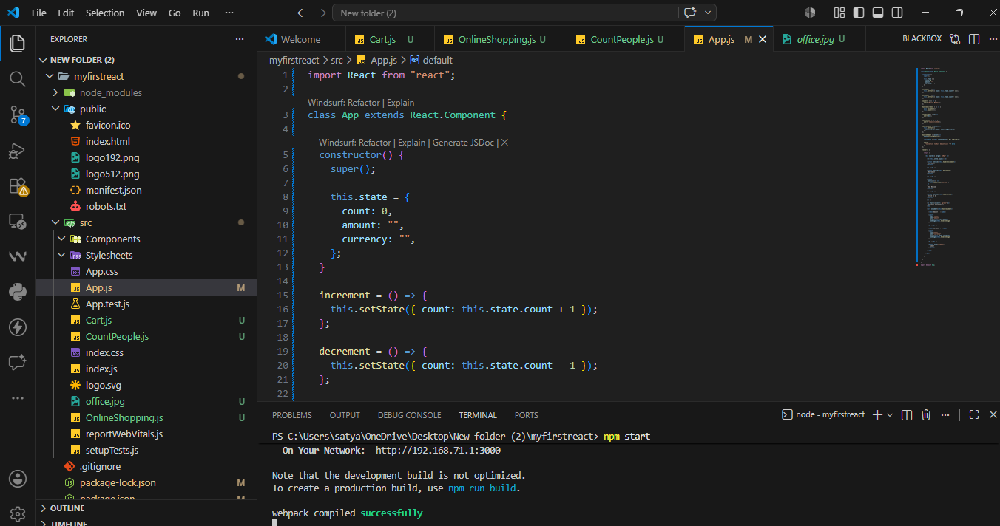 File Edit Selection View Go Run ··· New folder (2)
EXPLORER ···
NEW FOLDER (2)
myfirstreact
node_modules
public
favicon.ico
index.html
logo192.png
logo512.png
manifest.json
robots.txt
src
Components
Stylesheets
App.css
App.js M
App.test.js
Cart.js U
CountPeople.js U
index.css
index.js
logo.svg
office.jpg U
OnlineShopping.js U
reportWebVitals.js
setupTests.js
.gitignore
package-lock.json M
package.json M
OUTLINE
TIMELINE
7
Welcome Cart.js U OnlineShopping.js U CountPeople.js U App.js M office.jpg U BLACKBOX ···
myfirstreact > src > App.js > default
1 import React from "react";
2
Windsurf: Refactor | Explain
3 class App extends React.Component {
4
Windsurf: Refactor | Explain | Generate JSDoc | X
5 constructor() {
6 super();
7
8 this.state = {
9 count: 0,
10 amount: "",
11 currency: "",
12 };
13 }
14
15 increment = () => {
16 this.setState({ count: this.state.count + 1 });
17 };
18
19 decrement = () => {
20 this.setState({ count: this.state.count - 1 });
21 };
22
PROBLEMS OUTPUT DEBUG CONSOLE TERMINAL PORTS node - myfirstreact ···
PS C:\Users\satya\OneDrive\Desktop\New folder (2)\myfirstreact> npm start
On Your Network: http://192.168.71.1:3000
Note that the development build is not optimized.
To create a production build, use npm run build.
webpack compiled successfully